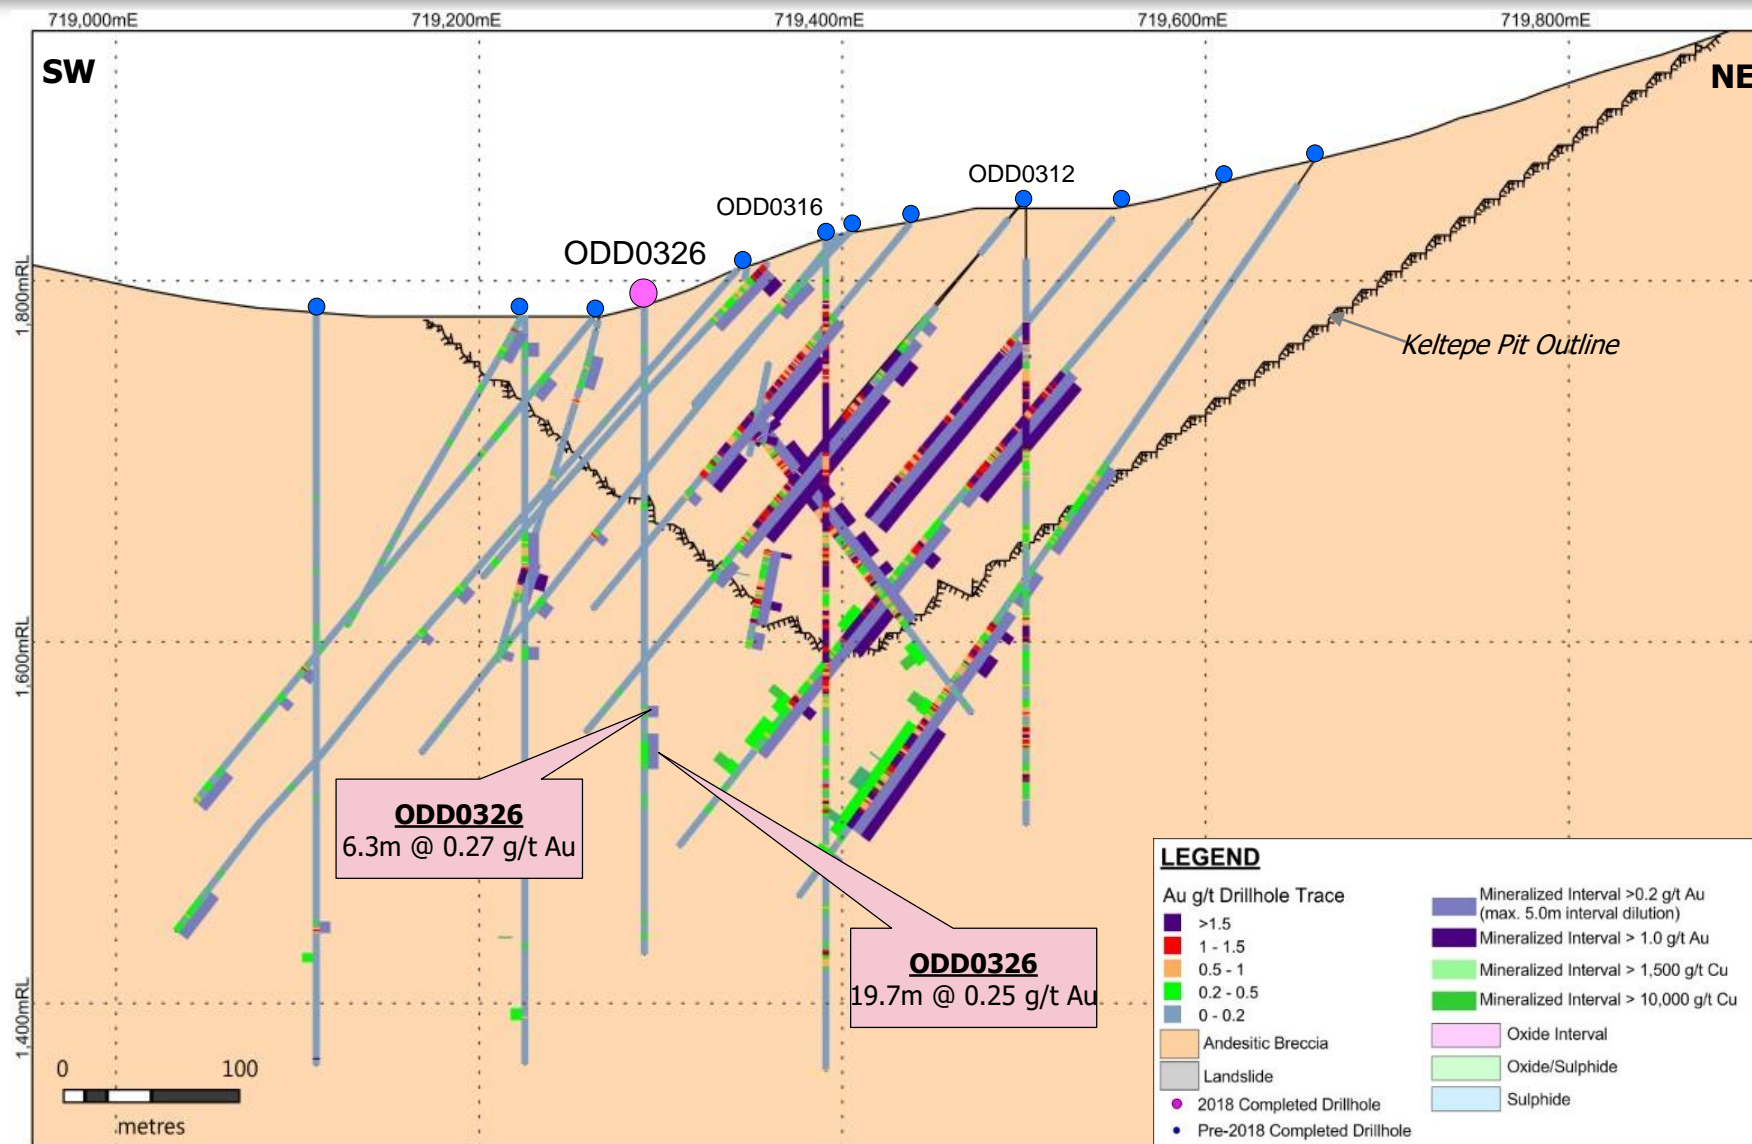 719,000mE
719,200mE
719,400mE
719,600mE
719,800mE
SW
NE
ODD0312
ODD0316
ODD0326
1,800mRL
Keltepe Pit Outline
1,600mRL
ODD0326
6.3m @ 0.27 g/t Au
ODD0326
19.7m @ 0.25 g/t Au
1,400mRL
0
100
metres
LEGEND
Au g/t Drillhole Trace
>1.5
1 - 1.5
0.5 - 1
0.2 - 0.5
0 - 0.2
Andesitic Breccia
Landslide
2018 Completed Drillhole
Pre-2018 Completed Drillhole
Mineralized Interval >0.2 g/t Au
(max. 5.0m interval dilution)
Mineralized Interval > 1.0 g/t Au
Mineralized Interval > 1,500 g/t Cu
Mineralized Interval > 10,000 g/t Cu
Oxide Interval
Oxide/Sulphide
Sulphide